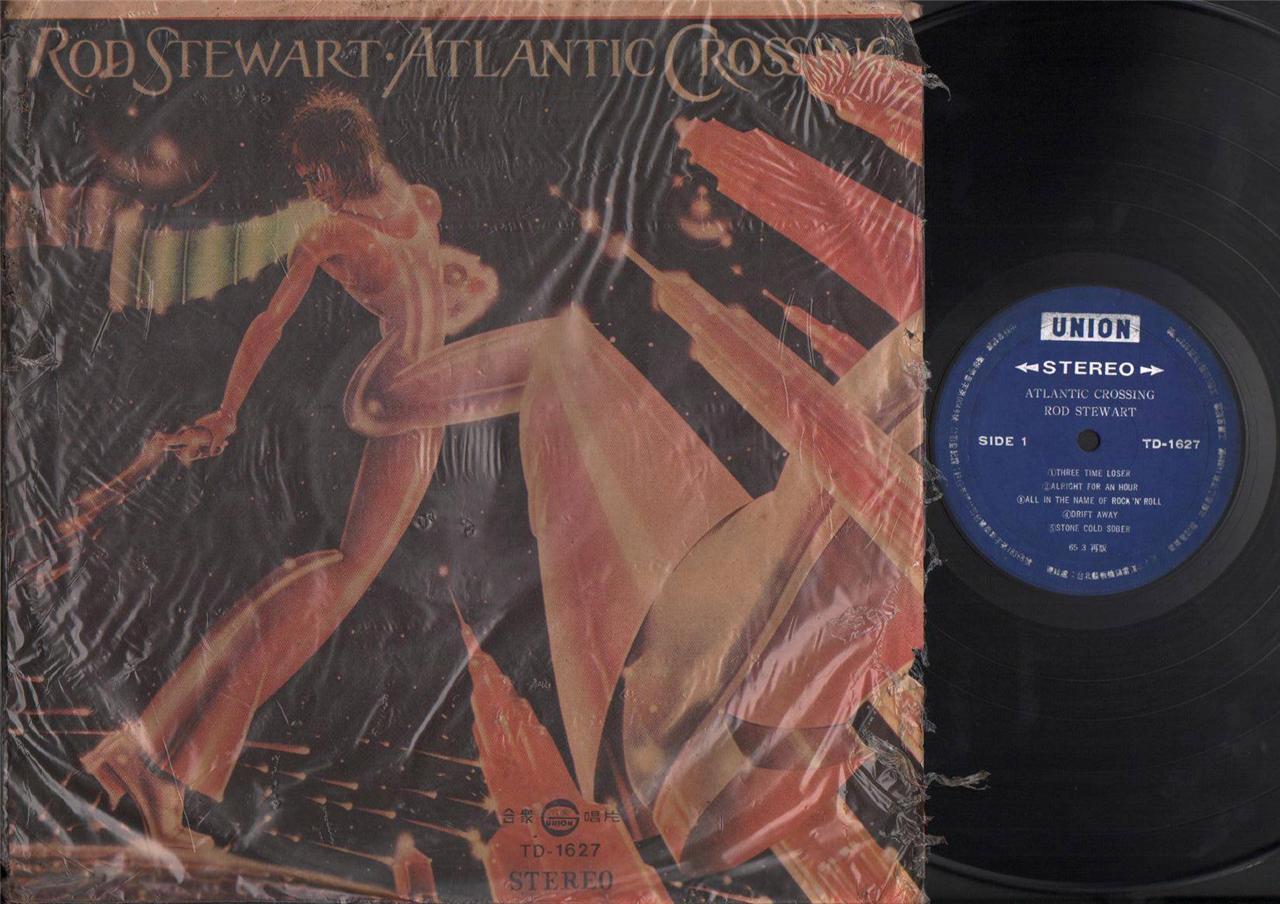 ROD STEWART · ATLANTIC CROSSING
合衆 UNION 唱片
TD-1627
STEREO
UNION
STEREO
ATLANTIC CROSSING
ROD STEWART
SIDE 1
TD-1627
①THREE TIME LOSER
②ALRIGHT FOR AN HOUR
③ALL IN THE NAME OF ROCK 'N' ROLL
④DRIFT AWAY
⑤STONE COLD SOBER
65 3 再版